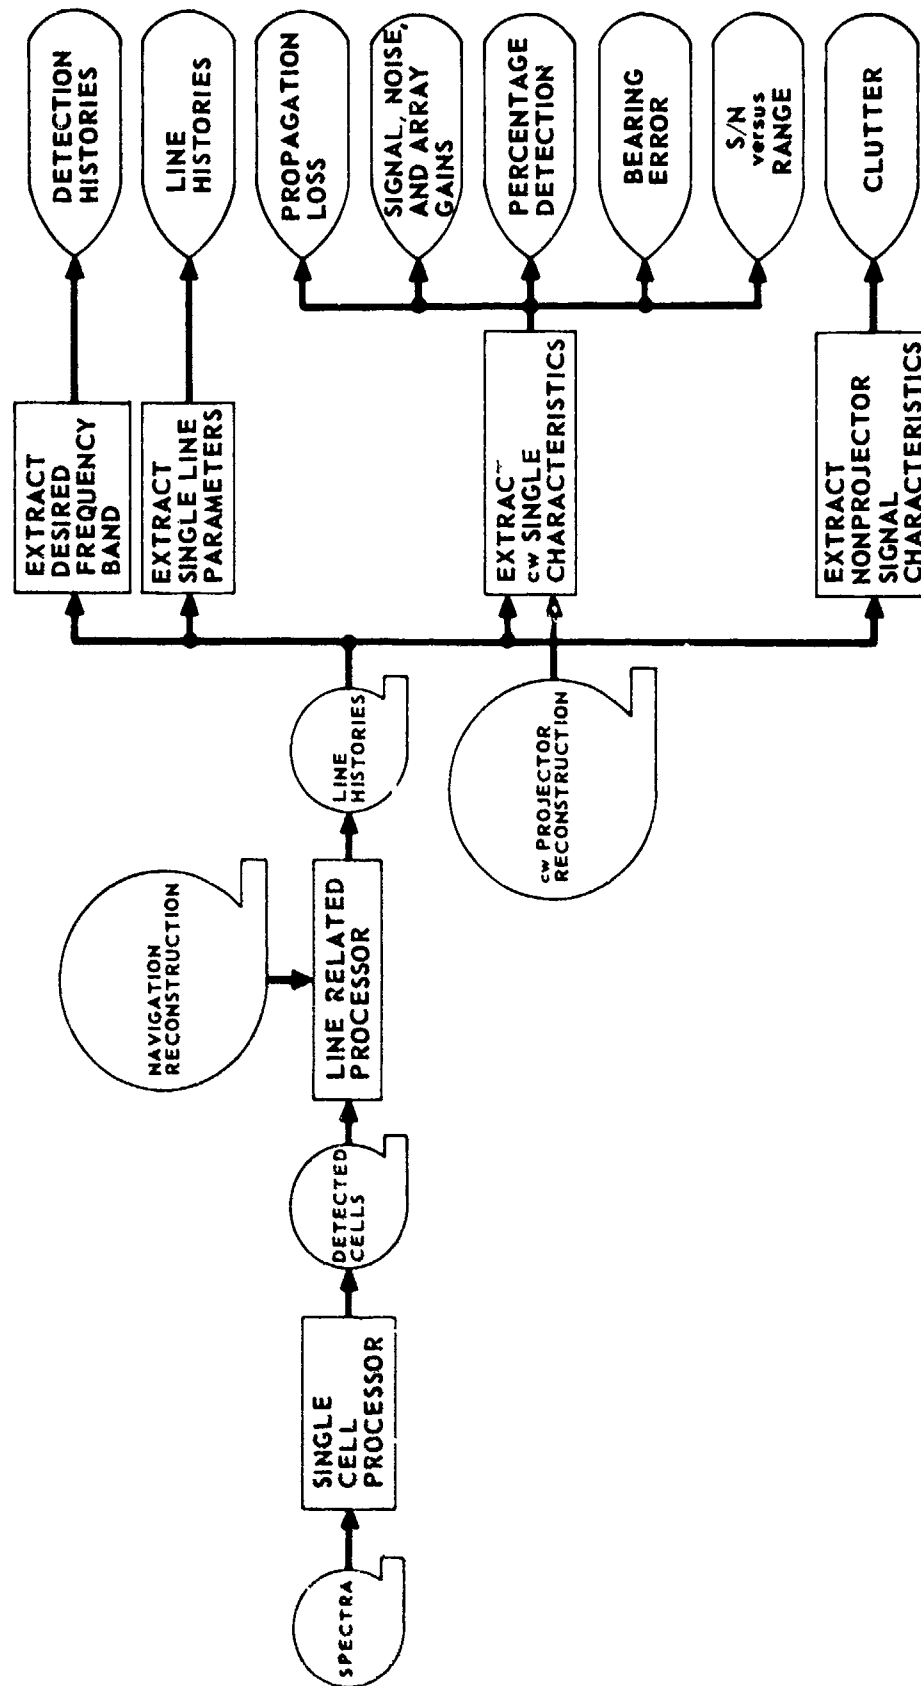 SPECTRA
SINGLE
CELL
PROCESSOR
DETECTED
CELLS
NAVIGATION
RECONSTRUCTION
LINE RELATED
PROCESSOR
LINE
HISTORIES
cw PROJECTOR
RECONSTRUCTION
EXTRACT
DESIRED
FREQUENCY
BAND
EXTRACT
SINGLE LINE
PARAMETERS
EXTRACT
cw SINGLE
CHARACTERISTICS
EXTRACT
NONPROJECTOR
SIGNAL
CHARACTERISTICS
DETECTION
HISTORIES
LINE
HISTORIES
PROPAGATION
LOSS
SIGNAL, NOISE,
AND ARRAY
GAINS
PERCENTAGE
DETECTION
BEARING
ERROR
S/N
versus
RANGE
CLUTTER